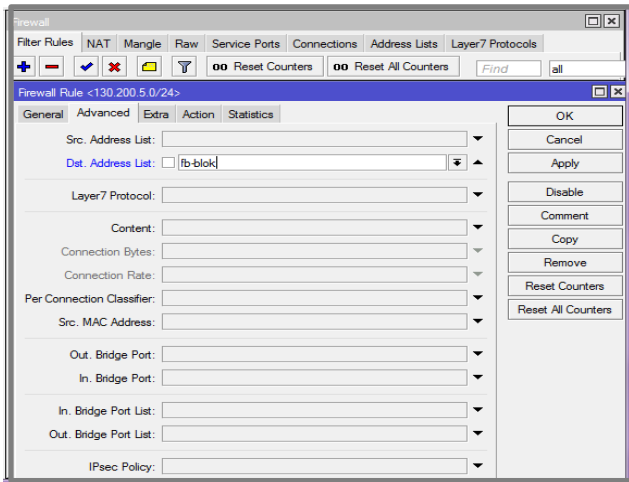 Firewall
Filter Rules NAT Mangle Raw Service Ports Connections Address Lists Layer7 Protocols
00 Reset Counters 00 Reset All Counters Find all
Firewall Rule <130.200.5.0/24>
General Advanced Extra Action Statistics
OK
Src. Address List:
Cancel
Dst. Address List: fb-blok
Apply
Layer7 Protocol:
Disable
Comment
Content:
Copy
Connection Bytes:
Remove
Connection Rate:
Reset Counters
Per Connection Classifier:
Reset All Counters
Src. MAC Address:
Out. Bridge Port:
In. Bridge Port:
In. Bridge Port List:
Out. Bridge Port List:
IPsec Policy: